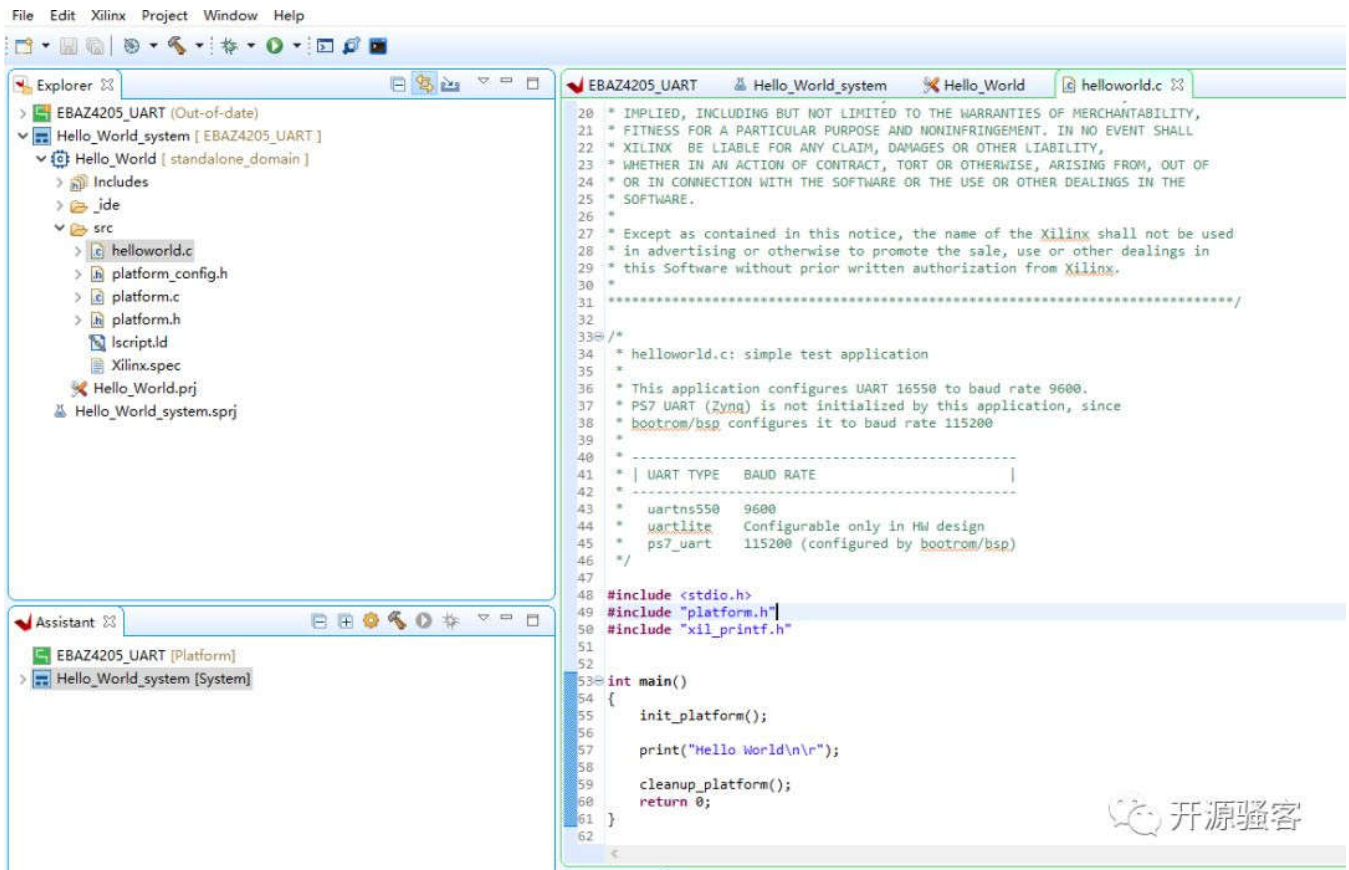 File Edit Xilinx Project Window Help
Explorer
EBAZ4205_UART (Out-of-date)
Hello_World_system [ EBAZ4205_UART ]
Hello_World [ standalone_domain ]
Includes
_ide
src
helloworld.c
platform_config.h
platform.c
platform.h
lscript.ld
Xilinx.spec
Hello_World.prj
Hello_World_system.sprj
Assistant
EBAZ4205_UART [Platform]
Hello_World_system [System]
EBAZ4205_UART Hello_World_system Hello_World helloworld.c
20 * IMPLIED, INCLUDING BUT NOT LIMITED TO THE WARRANTIES OF MERCHANTABILITY,
21 * FITNESS FOR A PARTICULAR PURPOSE AND NONINFRINGEMENT. IN NO EVENT SHALL
22 * XILINX  BE LIABLE FOR ANY CLAIM, DAMAGES OR OTHER LIABILITY,
23 * WHETHER IN AN ACTION OF CONTRACT, TORT OR OTHERWISE, ARISING FROM, OUT OF
24 * OR IN CONNECTION WITH THE SOFTWARE OR THE USE OR OTHER DEALINGS IN THE
25 * SOFTWARE.
26 *
27 * Except as contained in this notice, the name of the Xilinx shall not be used
28 * in advertising or otherwise to promote the sale, use or other dealings in
29 * this Software without prior written authorization from Xilinx.
30 *
31 ******************************************************************************/
32
33 /*
34  * helloworld.c: simple test application
35  *
36  * This application configures UART 16550 to baud rate 9600.
37  * PS7 UART (Zynq) is not initialized by this application, since
38  * bootrom/bsp configures it to baud rate 115200
39  *
40  * ------------------------------------------------
41  * | UART TYPE   BAUD RATE                        |
42  * ------------------------------------------------
43  *   uartns550   9600
44  *   uartlite    Configurable only in HW design
45  *   ps7_uart    115200 (configured by bootrom/bsp)
46  */
47
48 #include <stdio.h>
49 #include "platform.h"
50 #include "xil_printf.h"
51
52
53 int main()
54 {
55     init_platform();
56
57     print("Hello World\n\r");
58
59     cleanup_platform();
60     return 0;
61 }
62
开源骚客